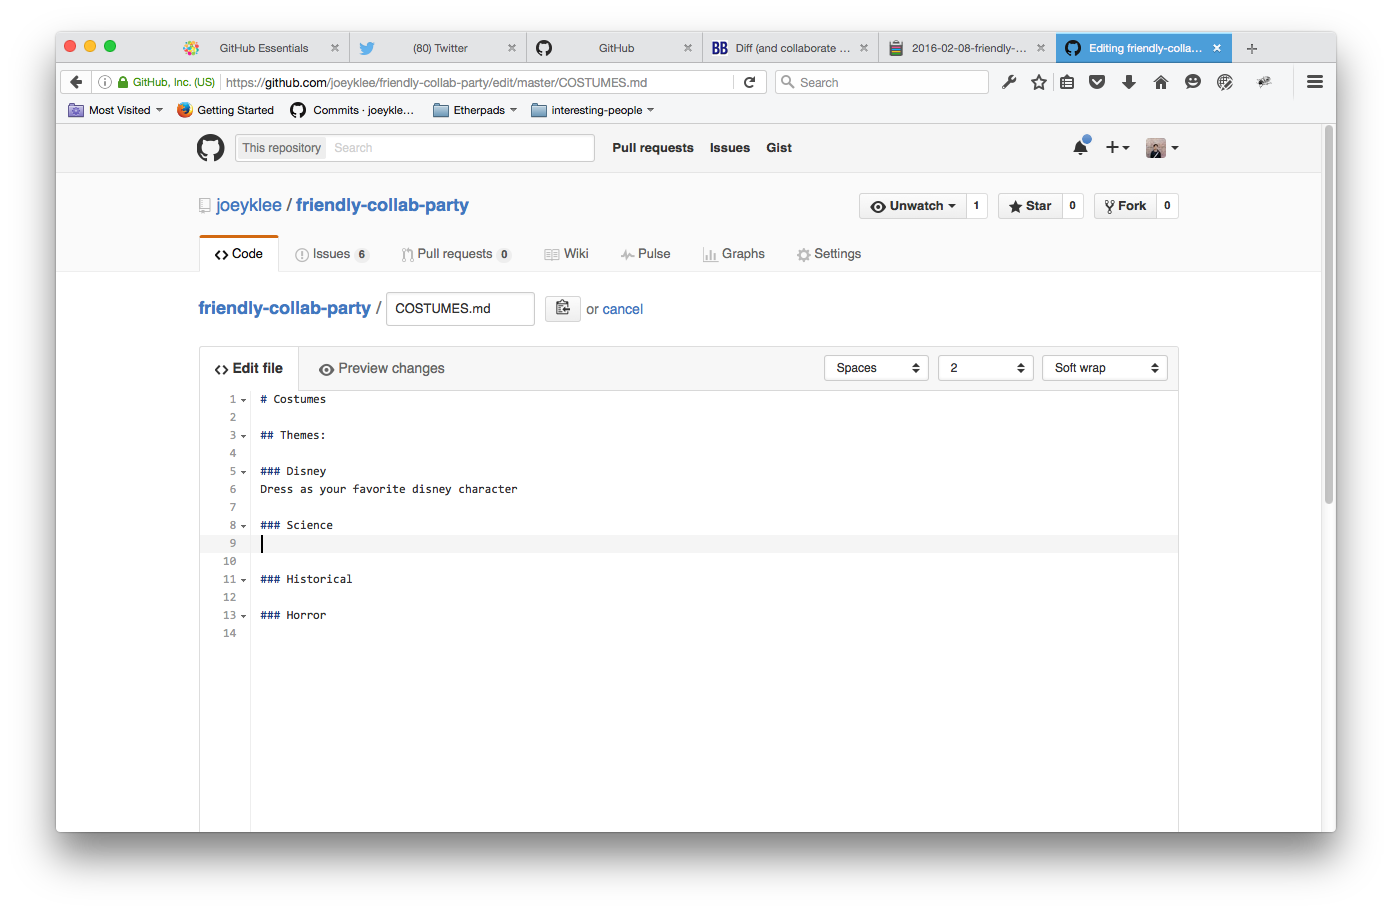 GitHub Essentials
(80) Twitter
GitHub
BB Diff (and collaborate ...
2016-02-08-friendly-...
Editing friendly-colla...
GitHub, Inc. (US) https://github.com/joeyklee/friendly-collab-party/edit/master/COSTUMES.md
Search
Most Visited
Getting Started
Commits · joeykle...
Etherpads
interesting-people
This repository Search
Pull requests Issues Gist
joeyklee / friendly-collab-party
Unwatch 1
Star 0
Fork 0
Code
Issues 6
Pull requests 0
Wiki
Pulse
Graphs
Settings
friendly-collab-party / COSTUMES.md or cancel
Edit file
Preview changes
Spaces
2
Soft wrap
1 # Costumes
2
3 ## Themes:
4
5 ### Disney
6 Dress as your favorite disney character
7
8 ### Science
9
10
11 ### Historical
12
13 ### Horror
14